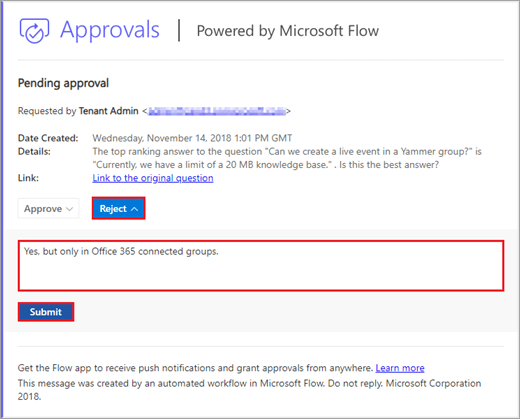 Approvals | Powered by Microsoft Flow
Pending approval
Requested by Tenant Admin < >
Date Created: Wednesday, November 14, 2018 1:01 PM GMT
Details: The top ranking answer to the question "Can we create a live event in a Yammer group?" is
"Currently, we have a limit of a 20 MB knowledge base." . Is this the best answer?
Link: Link to the original question
Approve Reject
Yes, but only in Office 365 connected groups.
Submit
Get the Flow app to receive push notifications and grant approvals from anywhere. Learn more
This message was created by an automated workflow in Microsoft Flow. Do not reply. Microsoft Corporation
2018.